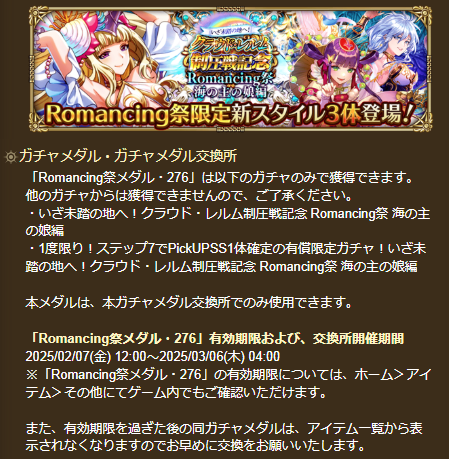 いざ未踏の地へ!
クラウド・レルム
制圧戦記念
Romancing祭
海の主の娘編
Romancing祭限定新スタイル3体登場!
ガチャメダル・ガチャメダル交換所
「Romancing祭メダル・276」は以下のガチャのみで獲得できます。
他のガチャからは獲得できませんので、ご了承ください。
・いざ未踏の地へ!クラウド・レルム制圧戦記念 Romancing祭 海の主
の娘編
・1度限り!ステップ7でPickUPSS1体確定の有償限定ガチャ!いざ未
踏の地へ!クラウド・レルム制圧戦記念 Romancing祭 海の主の娘編
本メダルは、本ガチャメダル交換所でのみ使用できます。
「Romancing祭メダル・276」有効期限および、交換所開催期間
2025/02/07(金) 12:00~2025/03/06(木) 04:00
※「Romancing祭メダル・276」の有効期限については、ホーム>アイ
テム>その他にてゲーム内でもご確認いただけます。
また、有効期限を過ぎた後の同ガチャメダルは、アイテム一覧から表
示されなくなりますのでお早めに交換をお願いいたします。